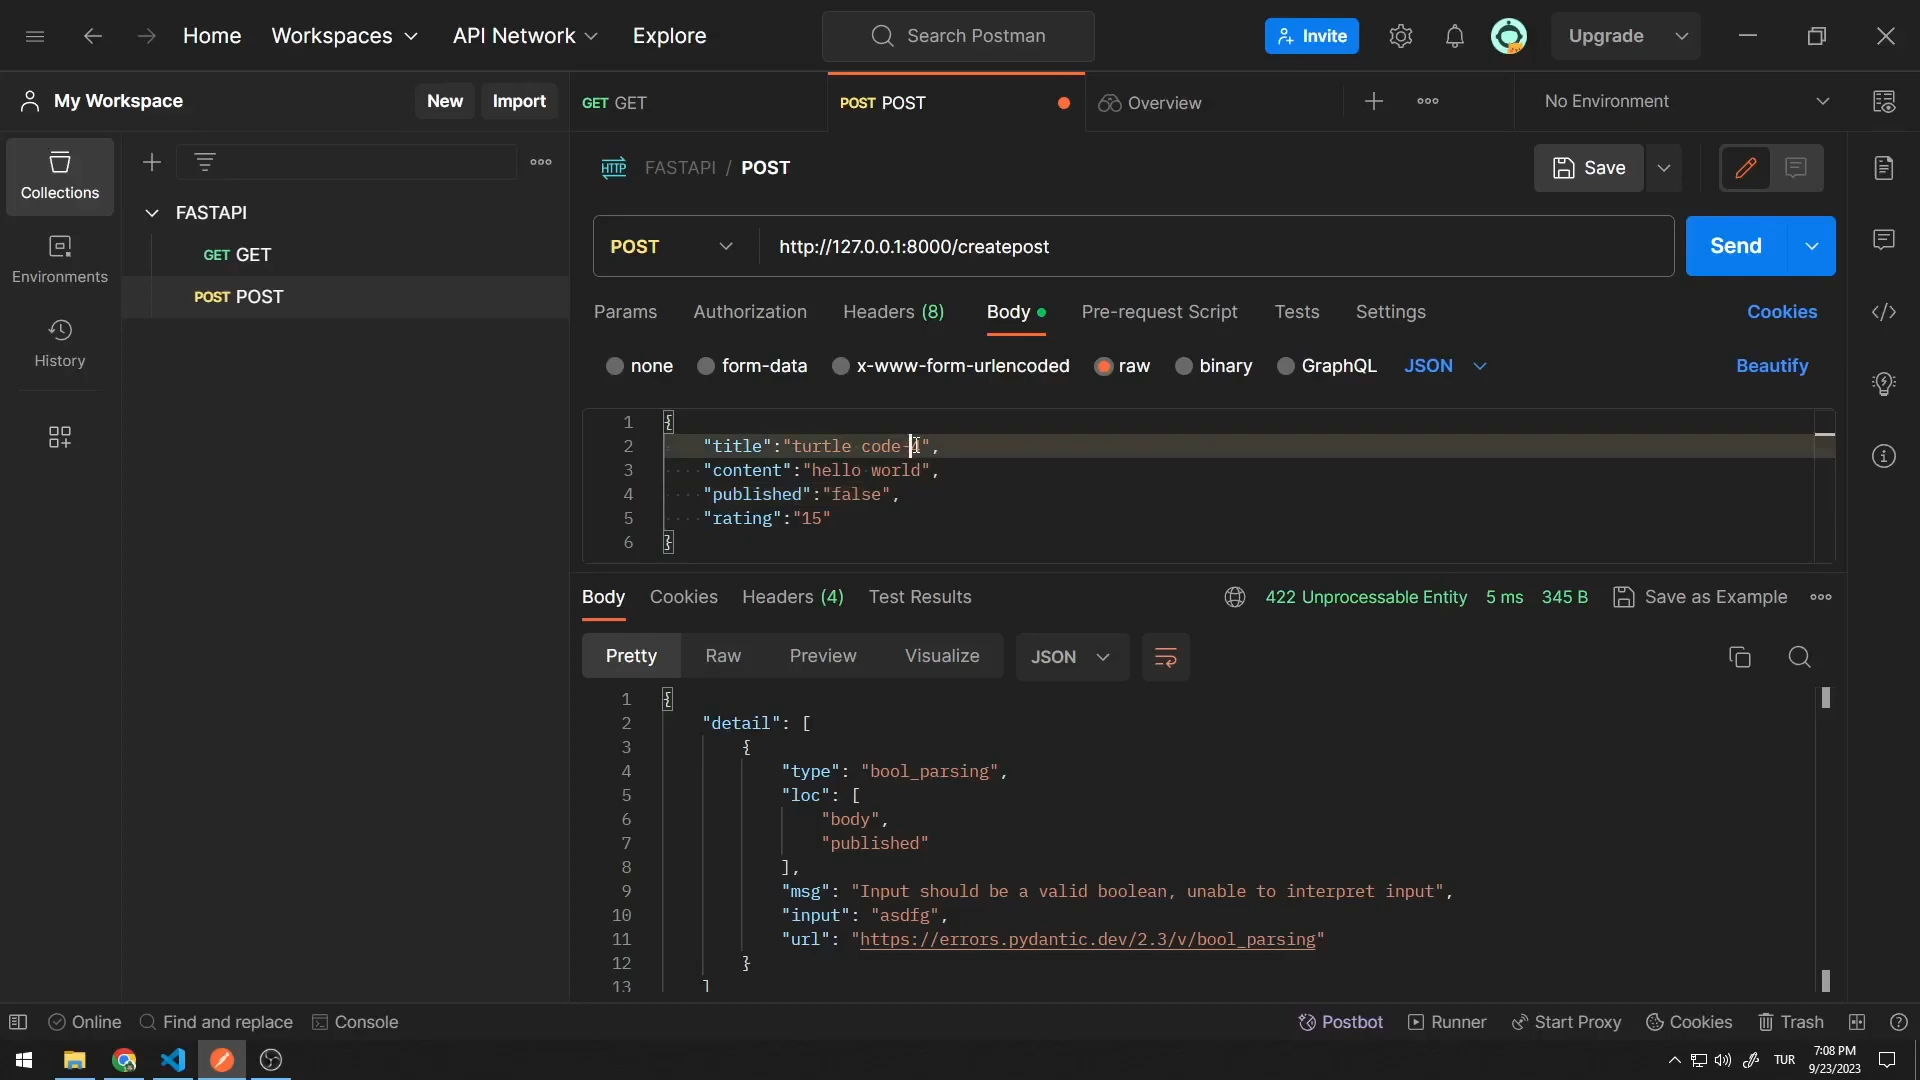 Home Workspaces API Network Explore Search Postman Invite Upgrade
My Workspace New Import GET GET POST POST Overview No Environment
Collections
Environments
History
FASTAPI
GET GET
POST POST
HTTP FASTAPI / POST Save
POST http://127.0.0.1:8000/createpost Send
Params Authorization Headers (8) Body Pre-request Script Tests Settings Cookies
none form-data x-www-form-urlencoded raw binary GraphQL JSON Beautify
1 {
2 "title":"turtle code-4",
3 "content":"hello world",
4 "published":"false",
5 "rating":"15"
6 }
Body Cookies Headers (4) Test Results 422 Unprocessable Entity 5 ms 345 B Save as Example
Pretty Raw Preview Visualize JSON
1 {
2 "detail": [
3 {
4 "type": "bool_parsing",
5 "loc": [
6 "body",
7 "published"
8 ],
9 "msg": "Input should be a valid boolean, unable to interpret input",
10 "input": "asdfg",
11 "url": "https://errors.pydantic.dev/2.3/v/bool_parsing"
12 }
13 ]
Online Find and replace Console Postbot Runner Start Proxy Cookies Trash
TUR 7:08 PM
9/23/2023